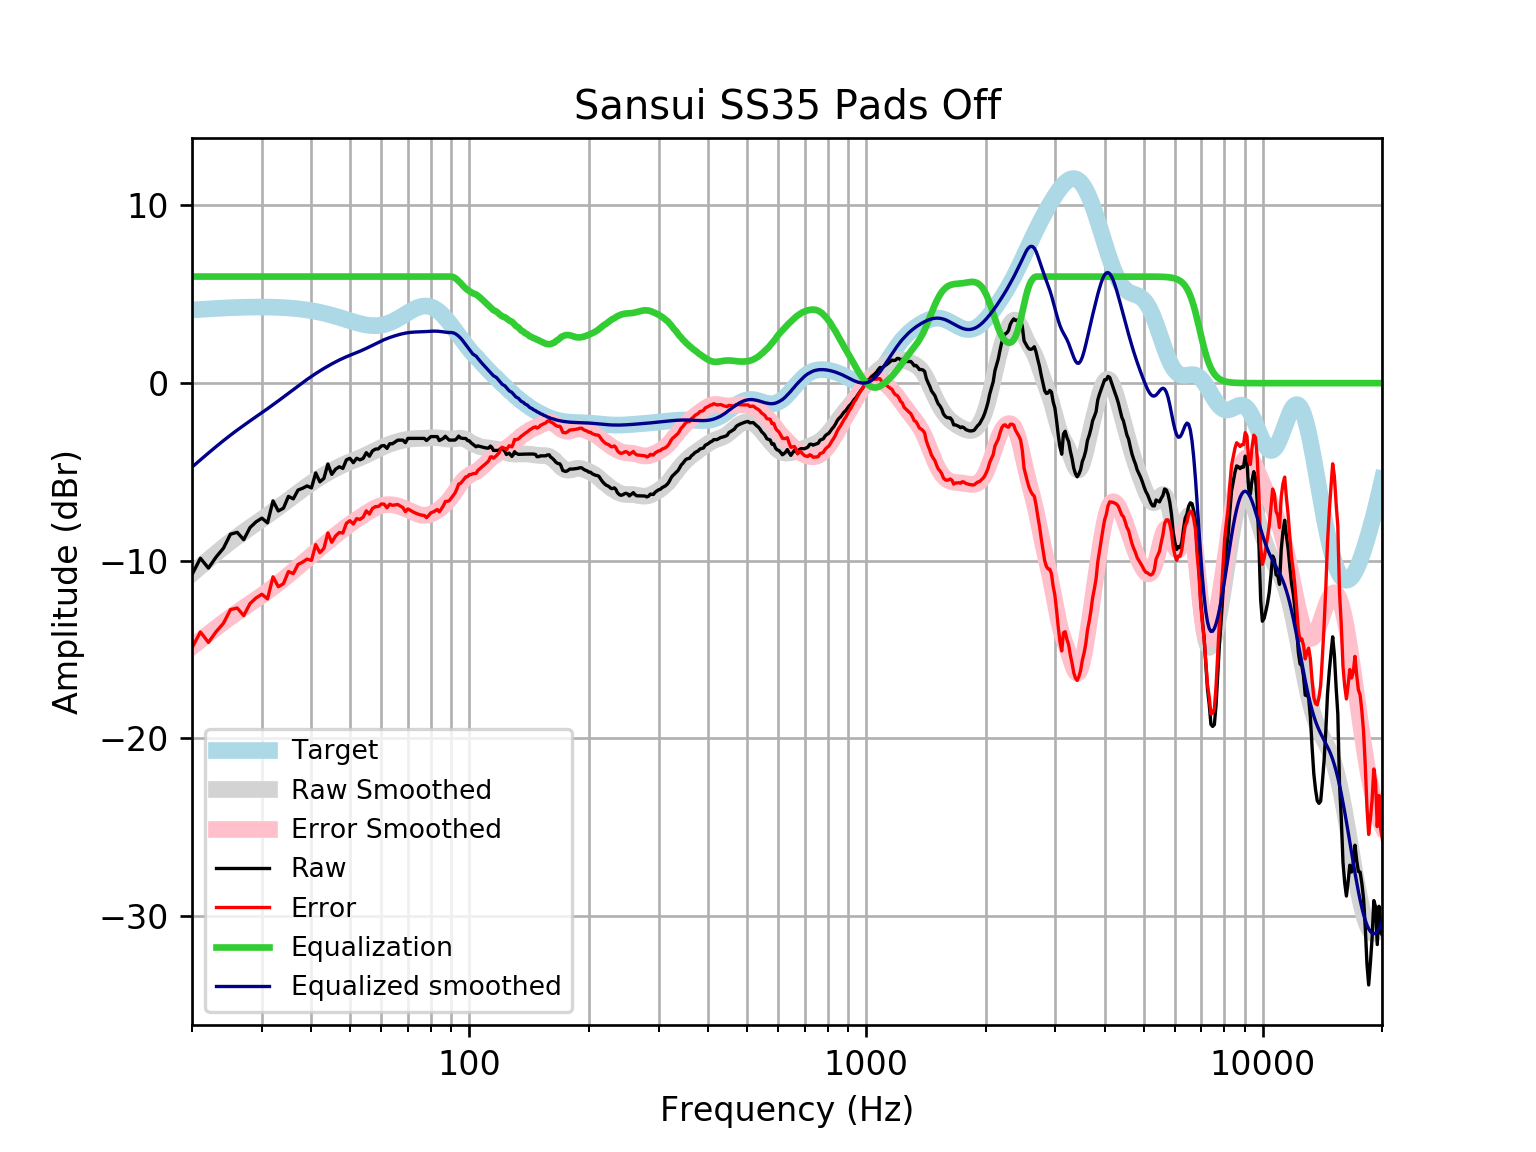 Sansui SS35 Pads Off
Amplitude (dBr)
10
0
−10
−20
−30
Target
Raw Smoothed
Error Smoothed
Raw
Error
Equalization
Equalized smoothed
100
1000
10000
Frequency (Hz)